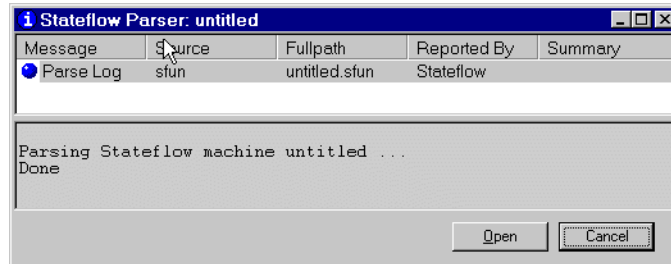 Stateflow Parser: untitled
Message Source Fullpath Reported By Summary
Parse Log sfun untitled.sfun Stateflow
Parsing Stateflow machine untitled ...
Done
Open Cancel